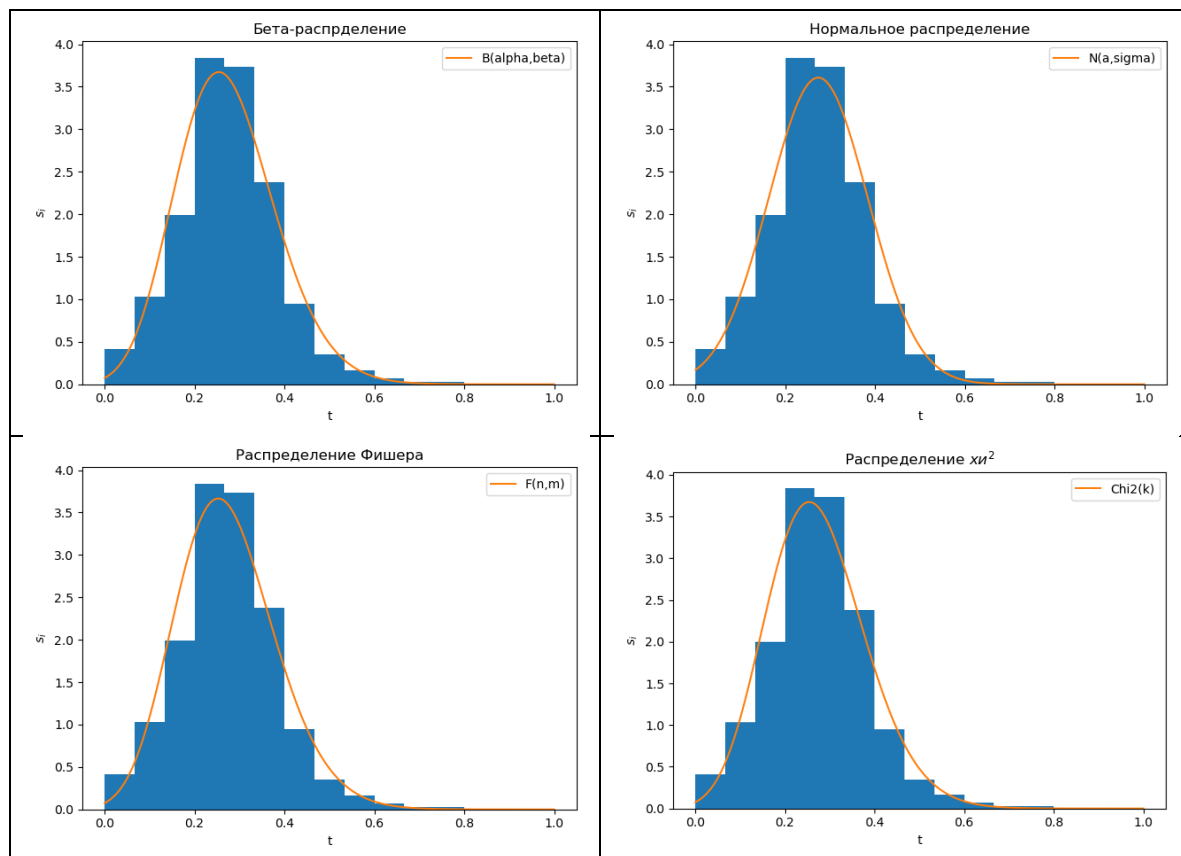 Бета-распрделение
B(alpha,beta)
4.0
3.5
3.0
2.5
2.0
1.5
1.0
0.5
0.0
s_i
0.0 0.2 0.4 0.6 0.8 1.0
t
Нормальное распределение
N(a,sigma)
4.0
3.5
3.0
2.5
2.0
1.5
1.0
0.5
0.0
s_i
0.0 0.2 0.4 0.6 0.8 1.0
t
Распределение Фишера
F(n,m)
4.0
3.5
3.0
2.5
2.0
1.5
1.0
0.5
0.0
s_i
0.0 0.2 0.4 0.6 0.8 1.0
t
Распределение хи²
Chi2(k)
4.0
3.5
3.0
2.5
2.0
1.5
1.0
0.5
0.0
s_i
0.0 0.2 0.4 0.6 0.8 1.0
t